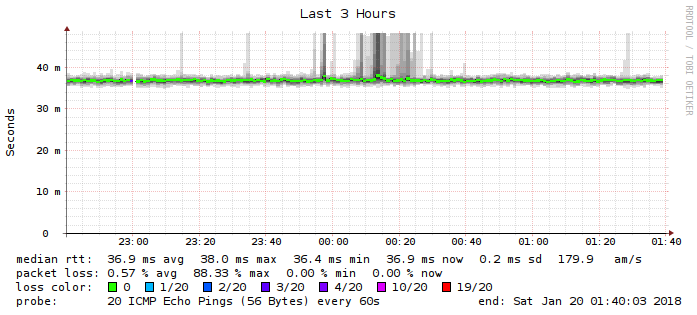 Last 3 Hours
RRDTOOL / TOBI OETIKER
Seconds
40 m
30 m
20 m
10 m
0
23:00 23:20 23:40 00:00 00:20 00:40 01:00 01:20 01:40
median rtt: 36.9 ms avg 38.0 ms max 36.4 ms min 36.9 ms now 0.2 ms sd 179.9 am/s
packet loss: 0.57 % avg 88.33 % max 0.00 % min 0.00 % now
loss color: 0 1/20 2/20 3/20 4/20 10/20 19/20
probe: 20 ICMP Echo Pings (56 Bytes) every 60s end: Sat Jan 20 01:40:03 2018